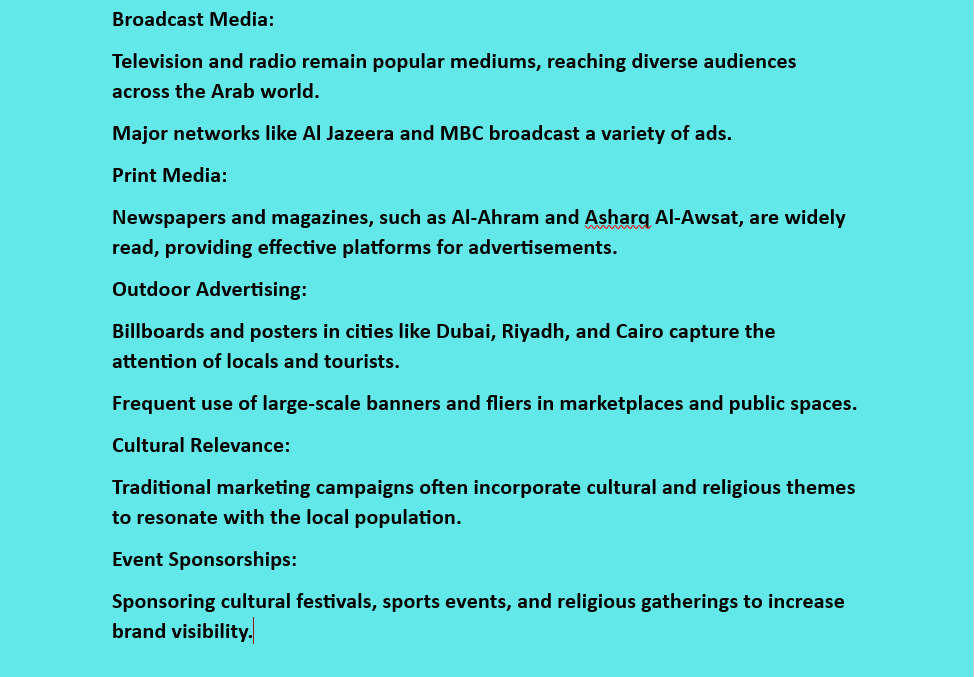 Broadcast Media:
Television and radio remain popular mediums, reaching diverse audiences
across the Arab world.
Major networks like Al Jazeera and MBC broadcast a variety of ads.
Print Media:
Newspapers and magazines, such as Al-Ahram and Asharq Al-Awsat, are widely
read, providing effective platforms for advertisements.
Outdoor Advertising:
Billboards and posters in cities like Dubai, Riyadh, and Cairo capture the
attention of locals and tourists.
Frequent use of large-scale banners and fliers in marketplaces and public spaces.
Cultural Relevance:
Traditional marketing campaigns often incorporate cultural and religious themes
to resonate with the local population.
Event Sponsorships:
Sponsoring cultural festivals, sports events, and religious gatherings to increase
brand visibility.